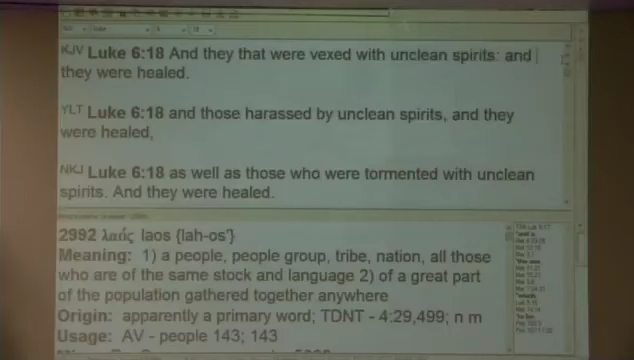 KJV Luke 6:18 And they that were vexed with unclean spirits: and
they were healed.
YLT Luke 6:18 and those harassed by unclean spirits, and they
were healed,
NKJ Luke 6:18 as well as those who were tormented with unclean
spirits. And they were healed.
2992 λαός laos {lah-os'}
Meaning: 1) a people, people group, tribe, nation, all those
who are of the same stock and language 2) of a great part
of the population gathered together anywhere
Origin: apparently a primary word; TDNT - 4:29,499; n m
Usage: AV - people 143; 143